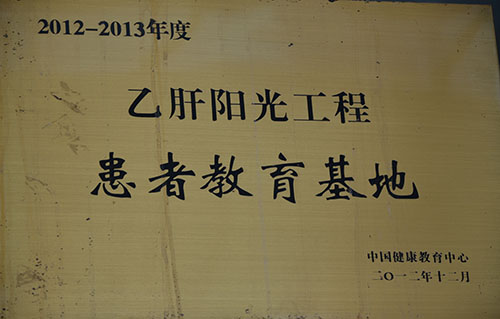 2012-2013年度
乙肝阳光工程
患者教育基地
中国健康教育中心
二〇一二年十二月